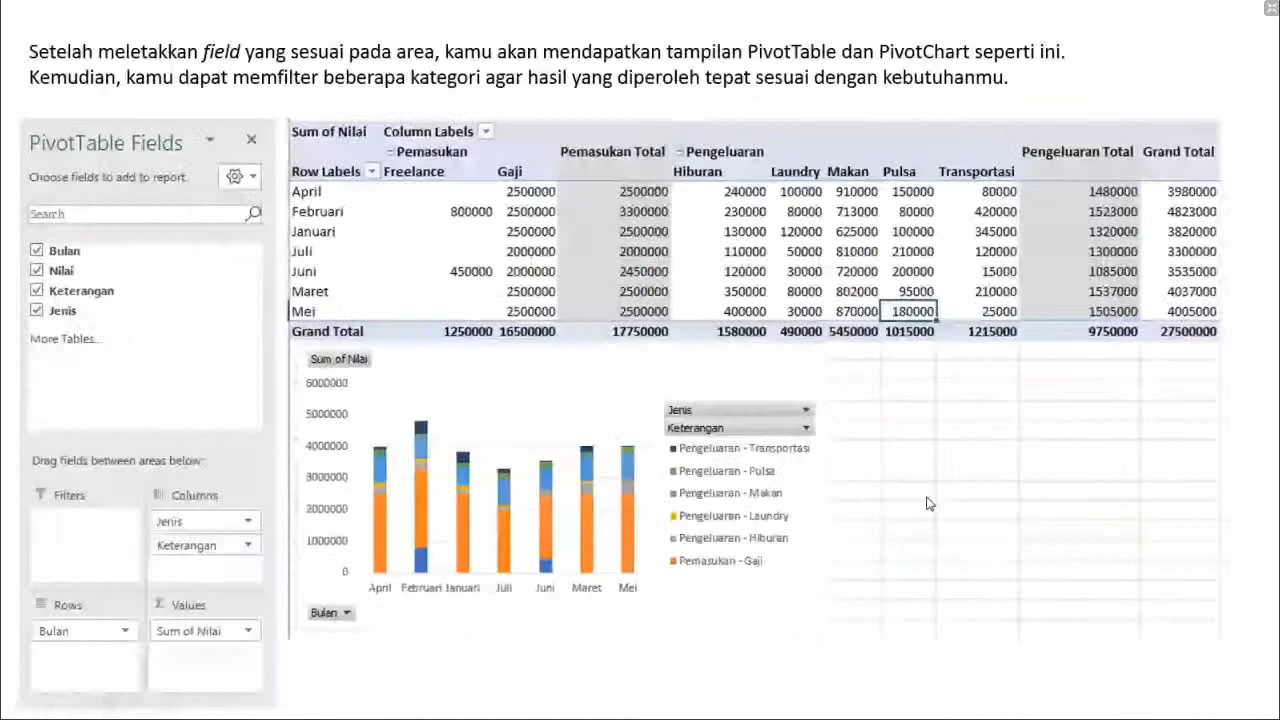 Setelah meletakkan field yang sesuai pada area, kamu akan mendapatkan tampilan PivotTable dan PivotChart seperti ini.
Kemudian, kamu dapat memfilter beberapa kategori agar hasil yang diperoleh tepat sesuai dengan kebutuhanmu.
PivotTable Fields
Choose fields to add to report
Search
Bulan
Nilai
Keterangan
Jenis
More Tables...
Drag fields between areas below:
Filters
Columns
Jenis
Keterangan
Rows
Values
Bulan
Sum of Nilai
Sum of Nilai Column Labels
Pemasukan Pemasukan Total Pengeluaran Pengeluaran Total Grand Total
Row Labels Freelance Gaji Hiburan Laundry Makan Pulsa Transportasi
April 2500000 2500000 240000 100000 910000 150000 80000 1480000 3980000
Februari 800000 2500000 3300000 230000 80000 713000 80000 420000 1523000 4823000
Januari 2500000 2500000 130000 120000 625000 100000 345000 1320000 3820000
Juli 2000000 2000000 110000 50000 810000 210000 120000 1300000 3300000
Juni 450000 2000000 2450000 120000 30000 720000 200000 15000 1085000 3535000
Maret 2500000 2500000 350000 80000 802000 95000 210000 1537000 4037000
Mei 2500000 2500000 400000 30000 870000 180000 25000 1505000 4005000
Grand Total 1250000 16500000 17750000 1580000 490000 5450000 1015000 1215000 9750000 27500000
Sum of Nilai
6000000
5000000
4000000
3000000
2000000
1000000
0
April Februari Januari Juli Juni Maret Mei
Bulan
Jenis
Keterangan
Pengeluaran - Transportasi
Pengeluaran - Pulsa
Pengeluaran - Makan
Pengeluaran - Laundry
Pengeluaran - Hiburan
Pemasukan - Gaji